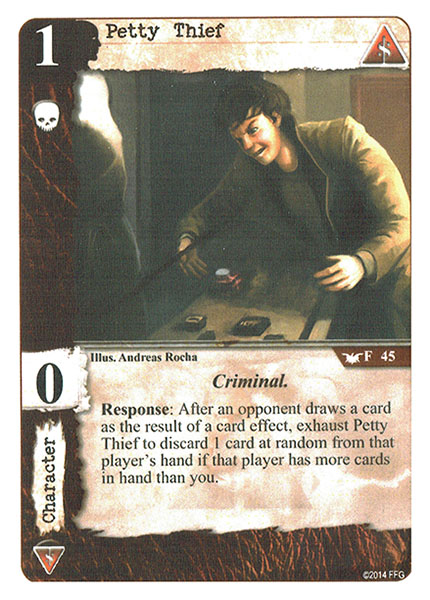 1
Petty Thief
Illus. Andreas Rocha
F 45
0
Criminal.
Response: After an opponent draws a card
as the result of a card effect, exhaust Petty
Thief to discard 1 card at random from that
player's hand if that player has more cards
in hand than you.
Character
©2014 FFG